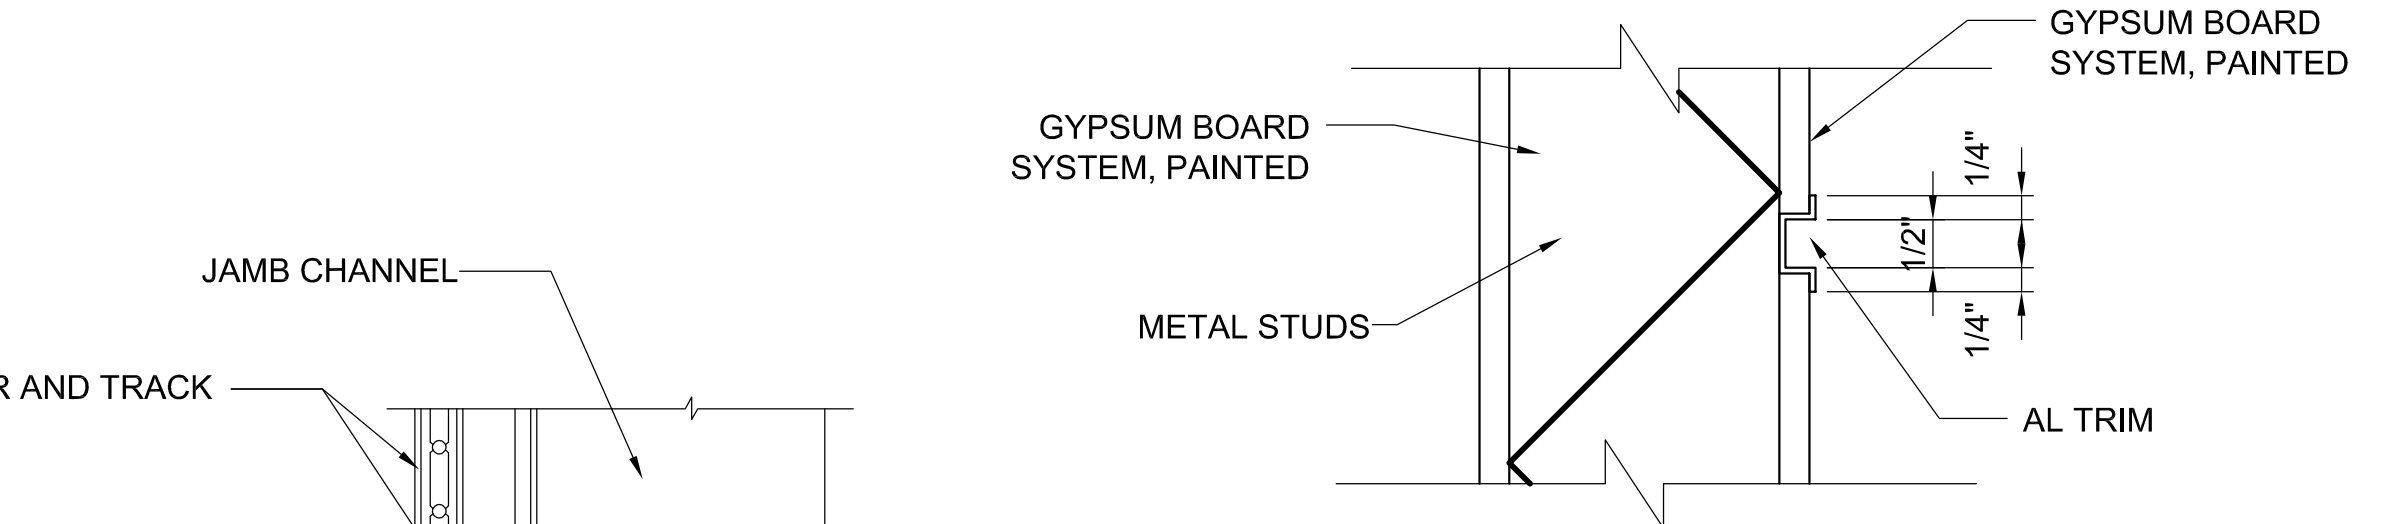 GYPSUM BOARD
SYSTEM, PAINTED
GYPSUM BOARD
SYSTEM, PAINTED
1/4"
1/2"
1/4"
JAMB CHANNEL
METAL STUDS
R AND TRACK
AL TRIM